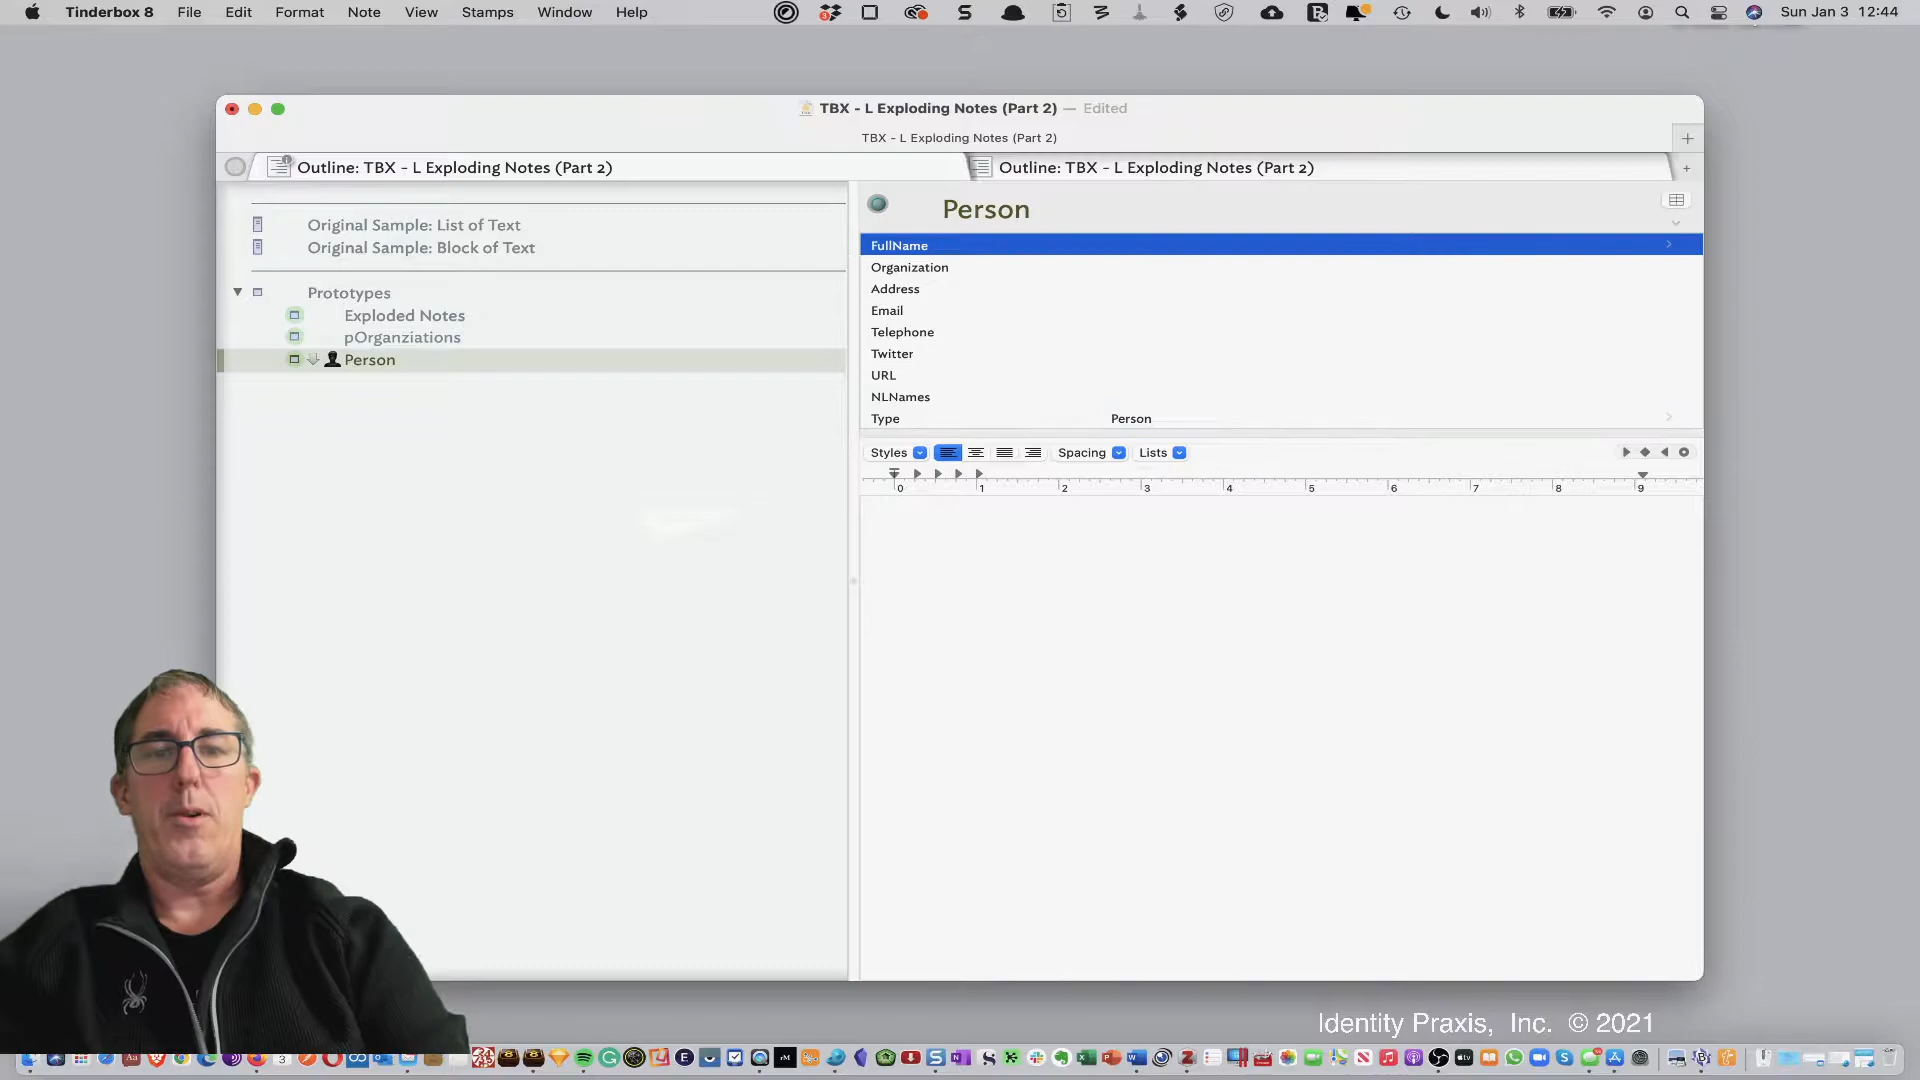 Tinderbox 8 File Edit Format Note View Stamps Window Help Sun Jan 3 12:44
TBX - L Exploding Notes (Part 2) — Edited
TBX - L Exploding Notes (Part 2)
Outline: TBX - L Exploding Notes (Part 2)
Outline: TBX - L Exploding Notes (Part 2)
Original Sample: List of Text
Original Sample: Block of Text
Prototypes
Exploded Notes
pOrganziations
Person
Person
FullName
Organization
Address
Email
Telephone
Twitter
URL
NLNames
Type Person
Styles Spacing Lists
0 1 2 3 4 5 6 7 8 9
Identity Praxis, Inc. © 2021